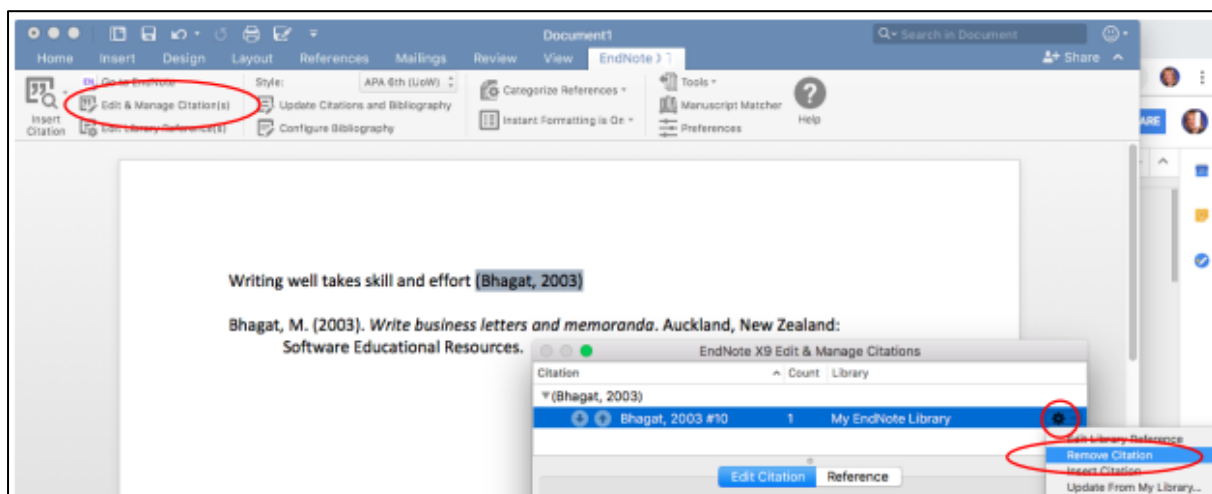 Document1
Search in Document
Home Insert Design Layout References Mailings Review View EndNote X
Share
Go to EndNote
Style: APA 6th (UoW)
Categorize References
Tools
Edit & Manage Citation(s)
Update Citations and Bibliography
Manuscript Matcher
Insert Citation
Edit Library Reference(s)
Configure Bibliography
Instant Formatting is On
Preferences
Help
Writing well takes skill and effort (Bhagat, 2003)
Bhagat, M. (2003). Write business letters and memoranda. Auckland, New Zealand:
Software Educational Resources.
EndNote X9 Edit & Manage Citations
Citation Count Library
(Bhagat, 2003)
Bhagat, 2003 #10 1 My EndNote Library
Edit Library Reference
Remove Citation
Insert Citation
Update From My Library...
Edit Citation Reference